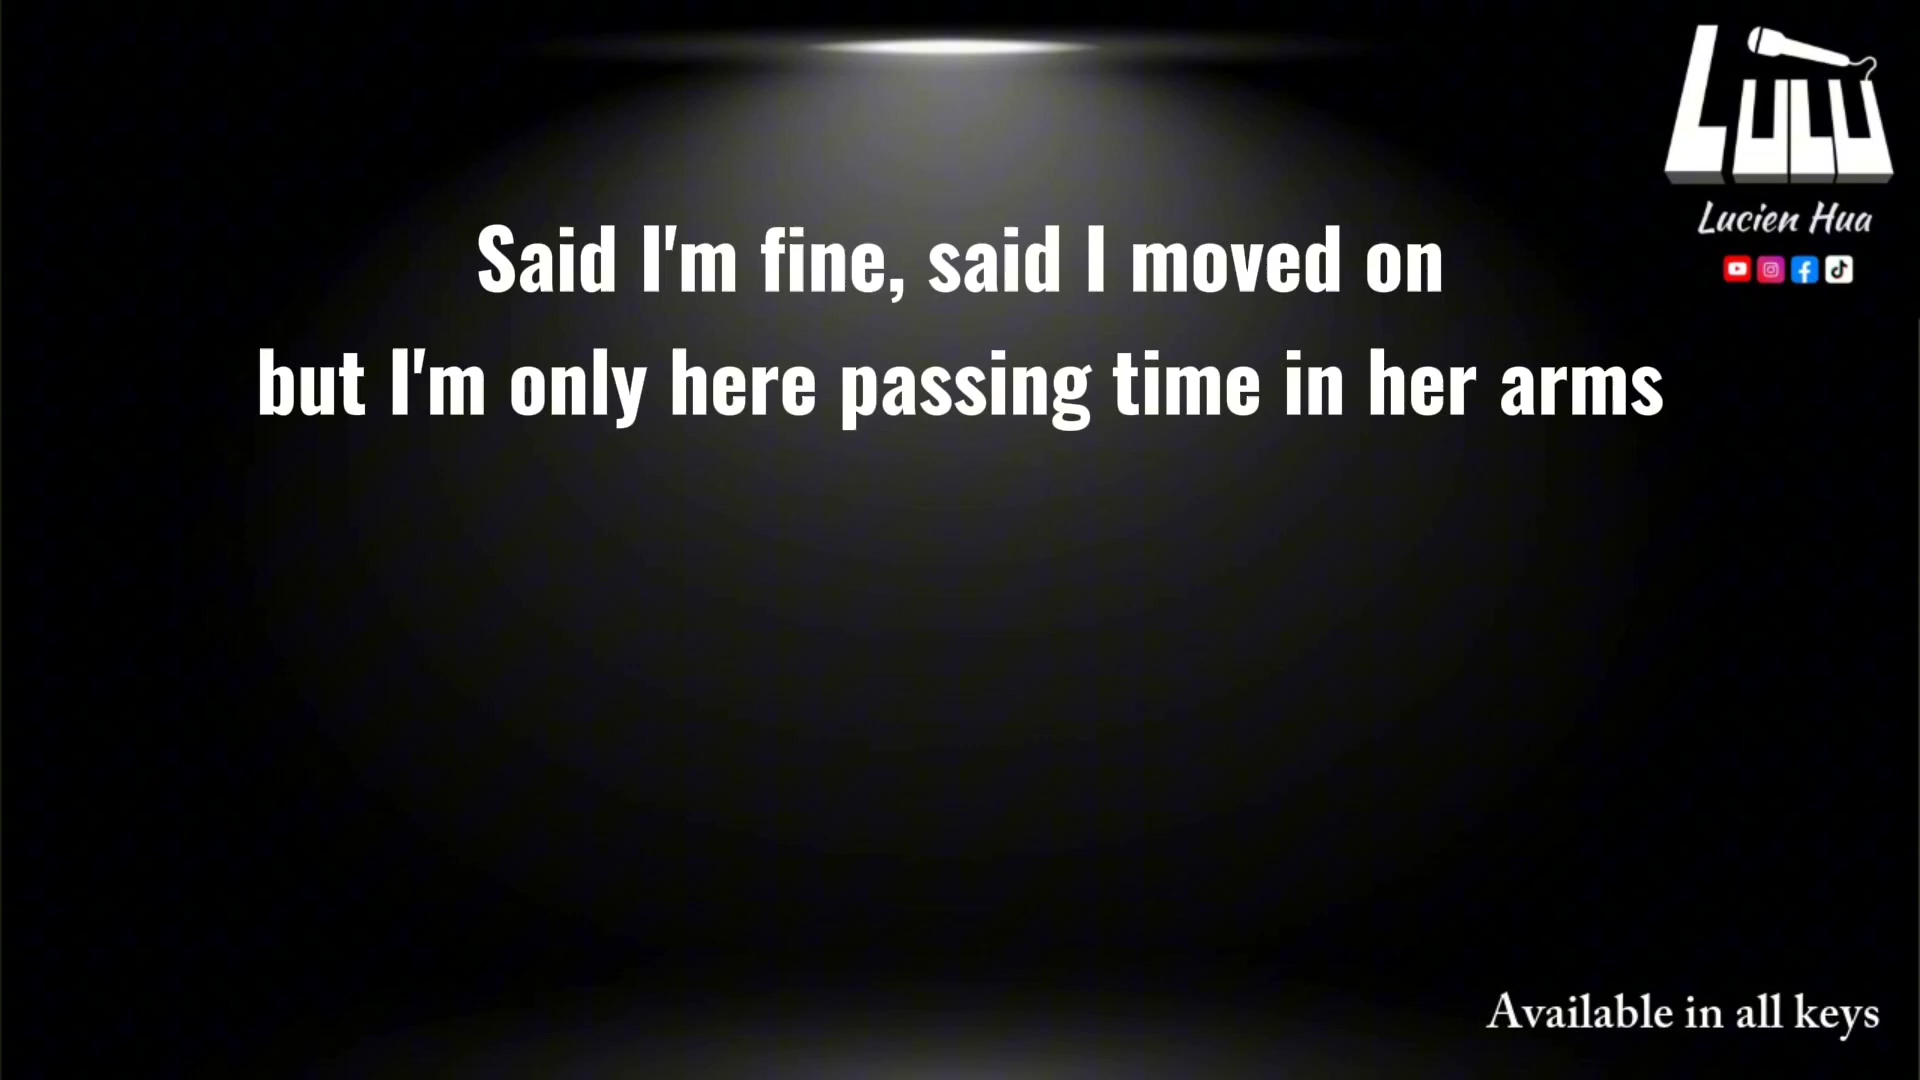 LULU
Lucien Hua
Said I'm fine, said I moved on
but I'm only here passing time in her arms
Available in all keys